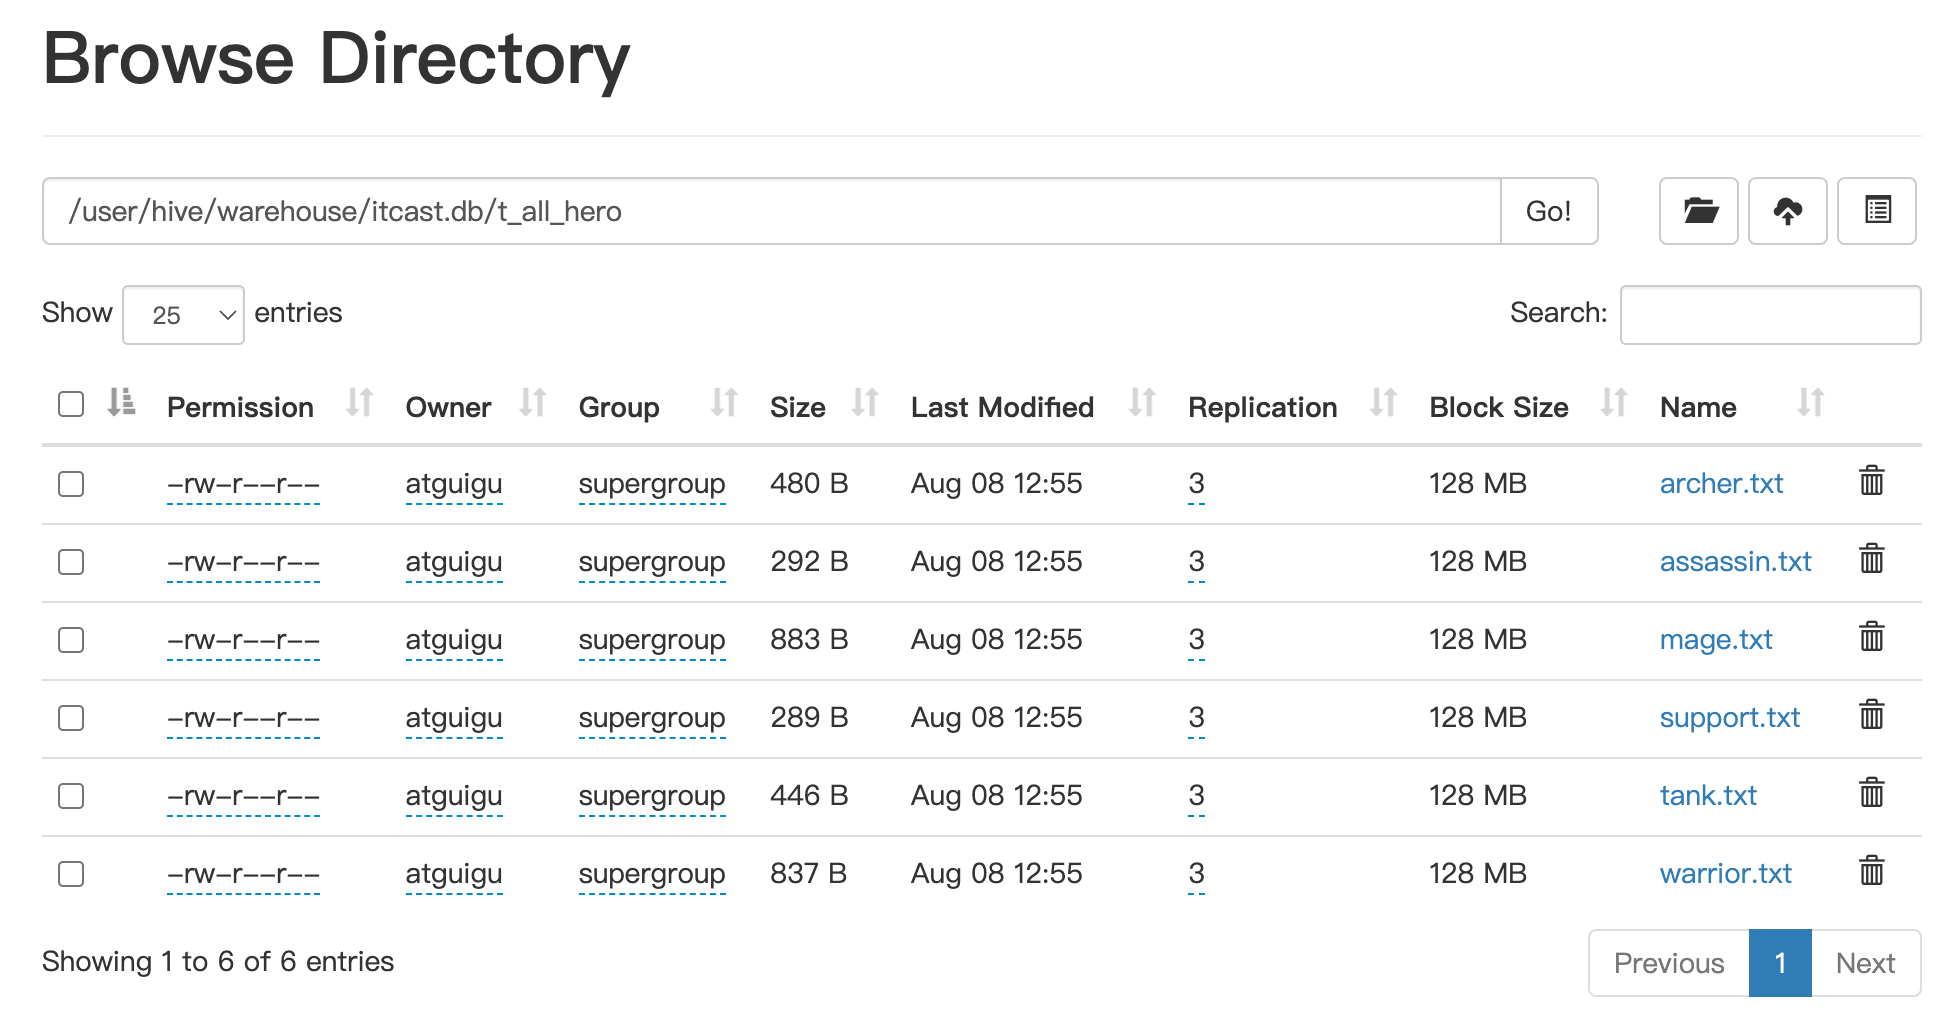 Browse Directory
/user/hive/warehouse/itcast.db/t_all_hero Go!
Show 25 entries Search:
Permission Owner Group Size Last Modified Replication Block Size Name
-rw-r--r-- atguigu supergroup 480 B Aug 08 12:55 3 128 MB archer.txt
-rw-r--r-- atguigu supergroup 292 B Aug 08 12:55 3 128 MB assassin.txt
-rw-r--r-- atguigu supergroup 883 B Aug 08 12:55 3 128 MB mage.txt
-rw-r--r-- atguigu supergroup 289 B Aug 08 12:55 3 128 MB support.txt
-rw-r--r-- atguigu supergroup 446 B Aug 08 12:55 3 128 MB tank.txt
-rw-r--r-- atguigu supergroup 837 B Aug 08 12:55 3 128 MB warrior.txt
Showing 1 to 6 of 6 entries Previous 1 Next